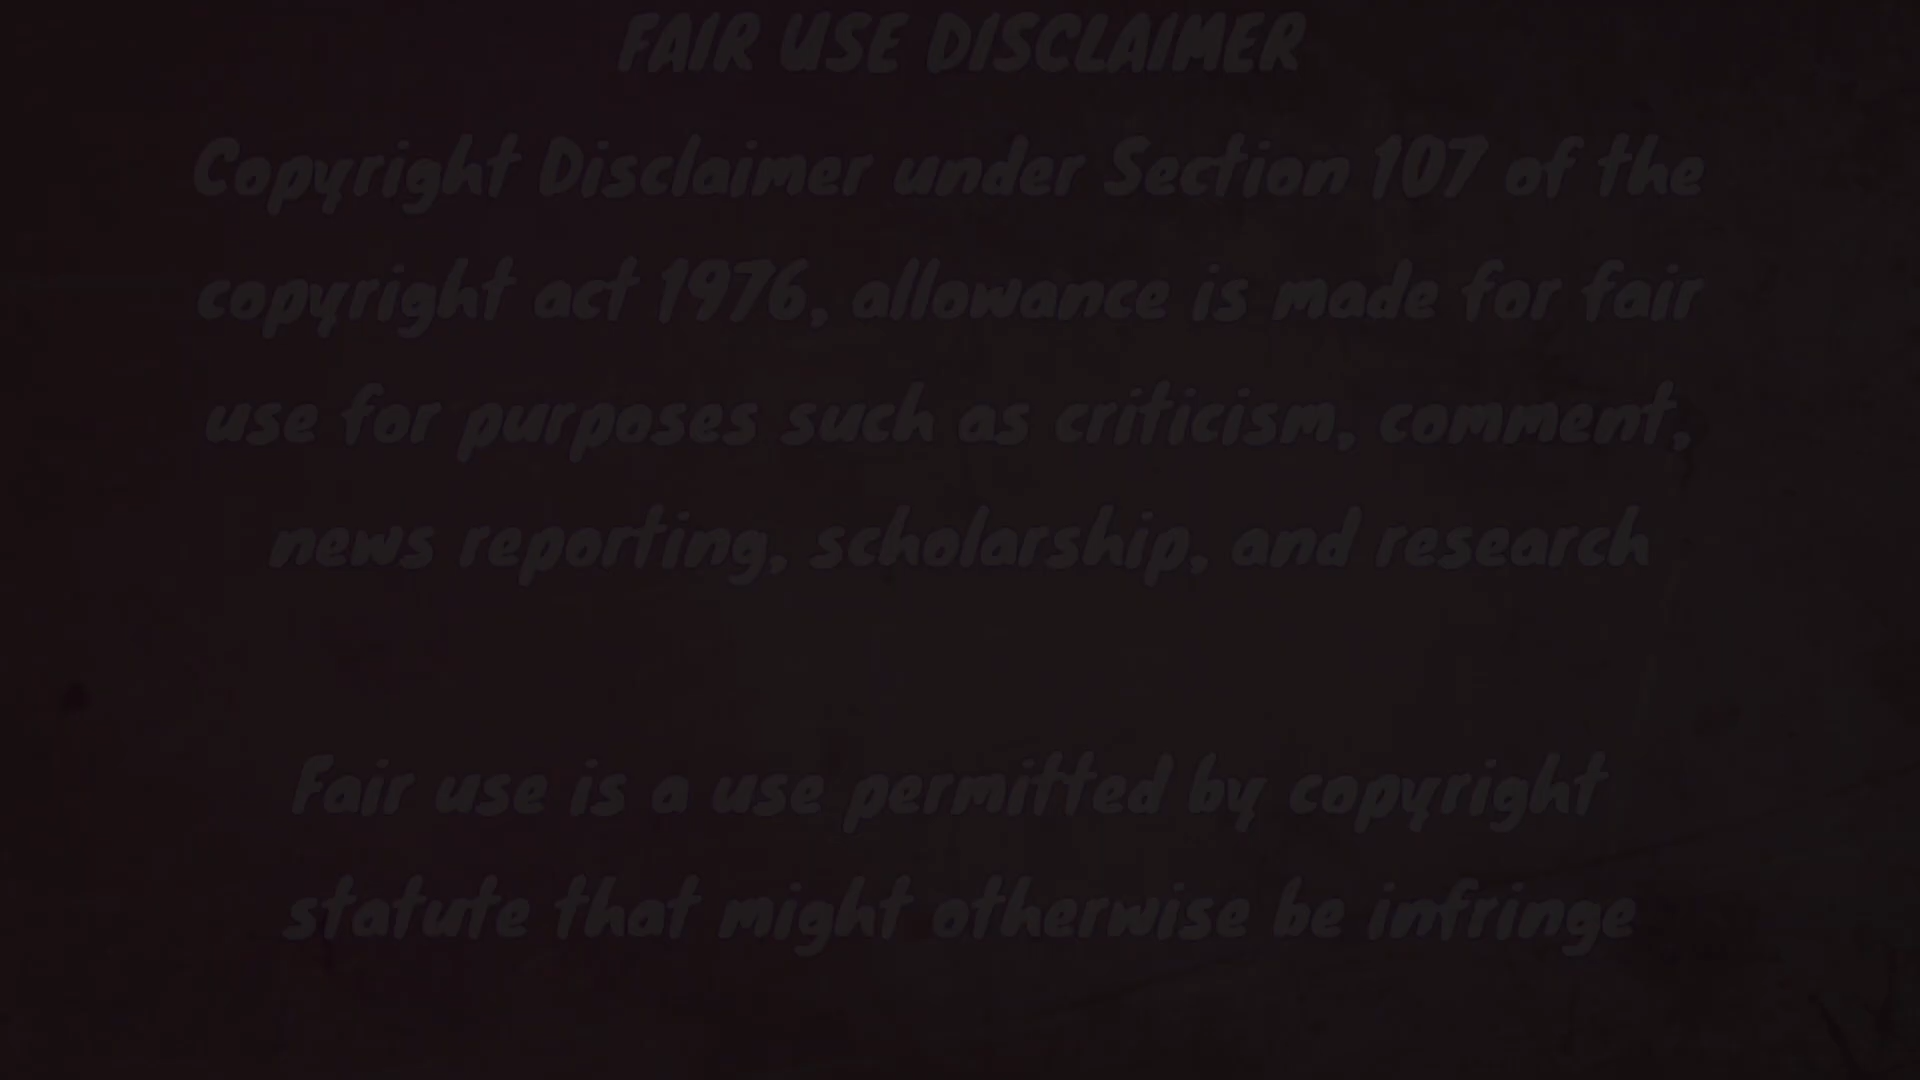 FAIR USE DISCLAIMER
Copyright Disclaimer under Section 107 of the
copyright act 1976, allowance is made for fair
use for purposes such as criticism, comment,
news reporting, scholarship, and research
Fair use is a use permitted by copyright
statute that might otherwise be infringe